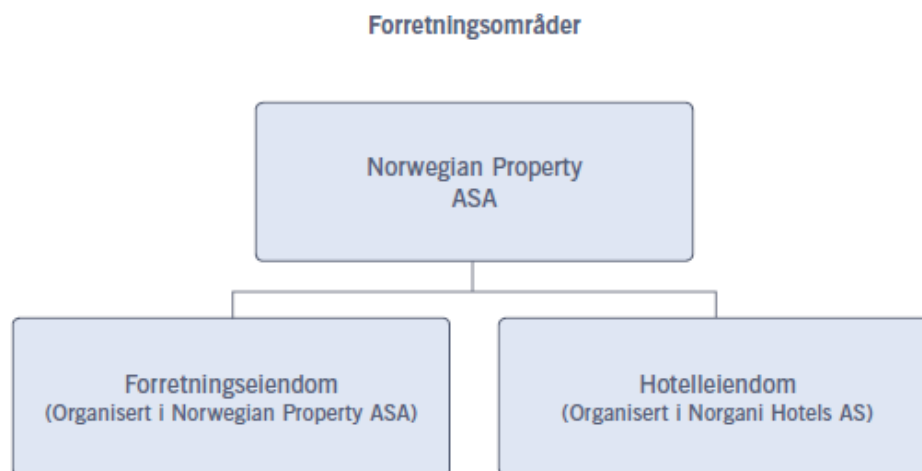 Forretningsområder
Norwegian Property
ASA
Forretningseiendom
(Organisert i Norwegian Property ASA)
Hotelleiendom
(Organisert i Norgani Hotels AS)